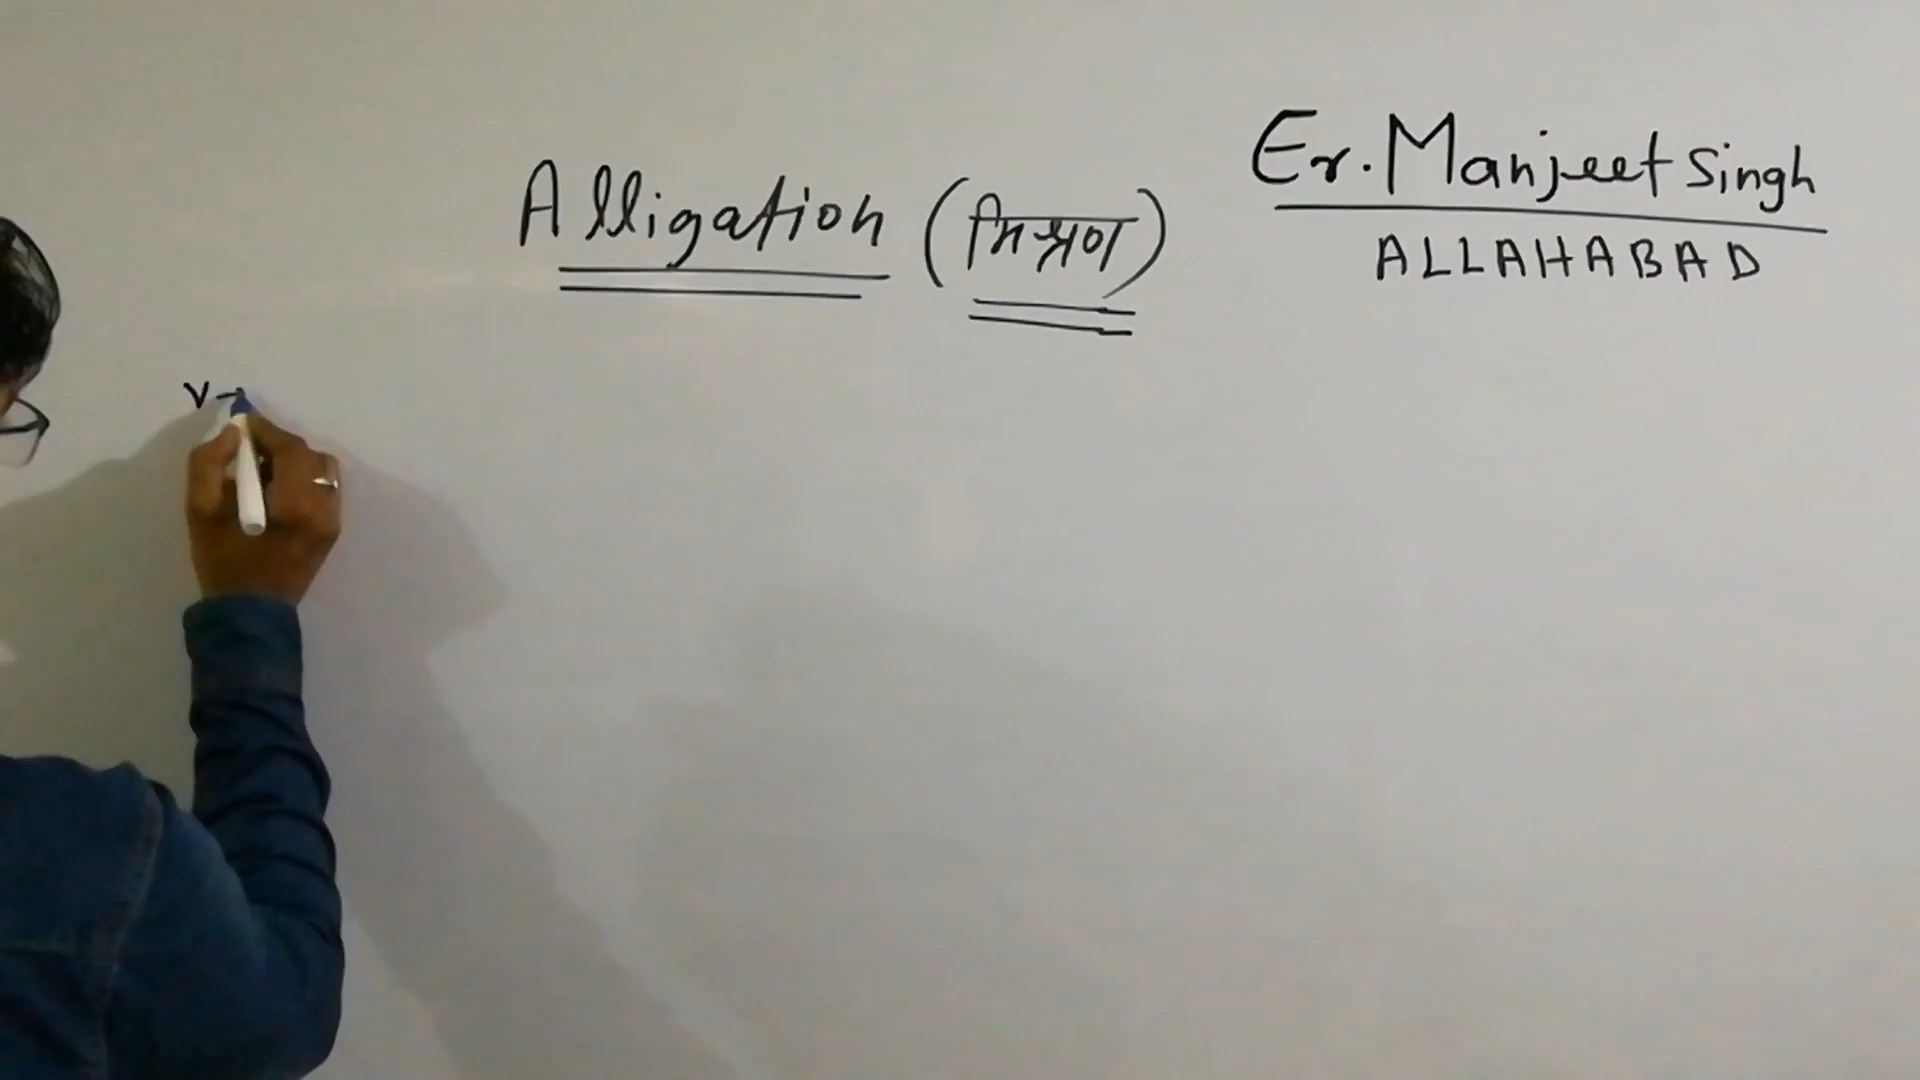 Alligation (मिश्रण)
Er. Manjeet Singh
ALLAHABAD
V